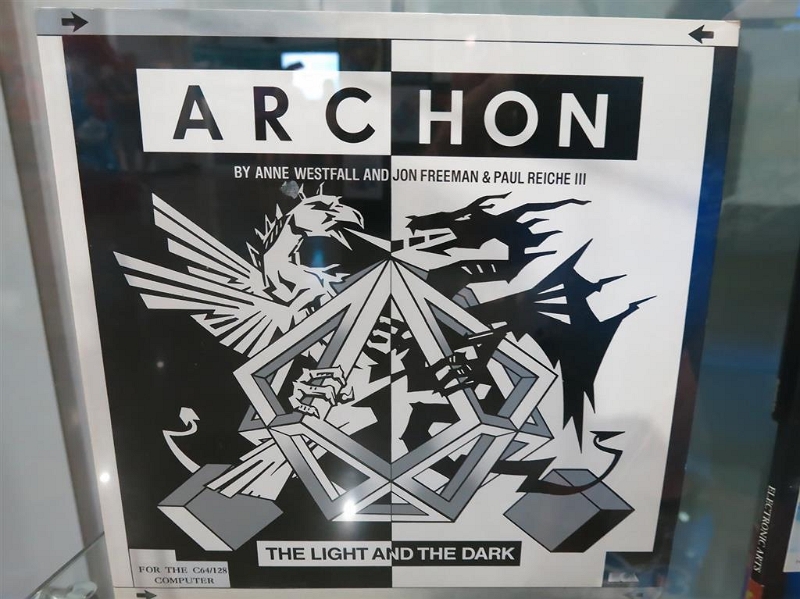 ARCHON
BY ANNE WESTFALL AND JON FREEMAN & PAUL REICHE III
THE LIGHT AND THE DARK
FOR THE C64/128
COMPUTER
ELECTRONIC ARTS